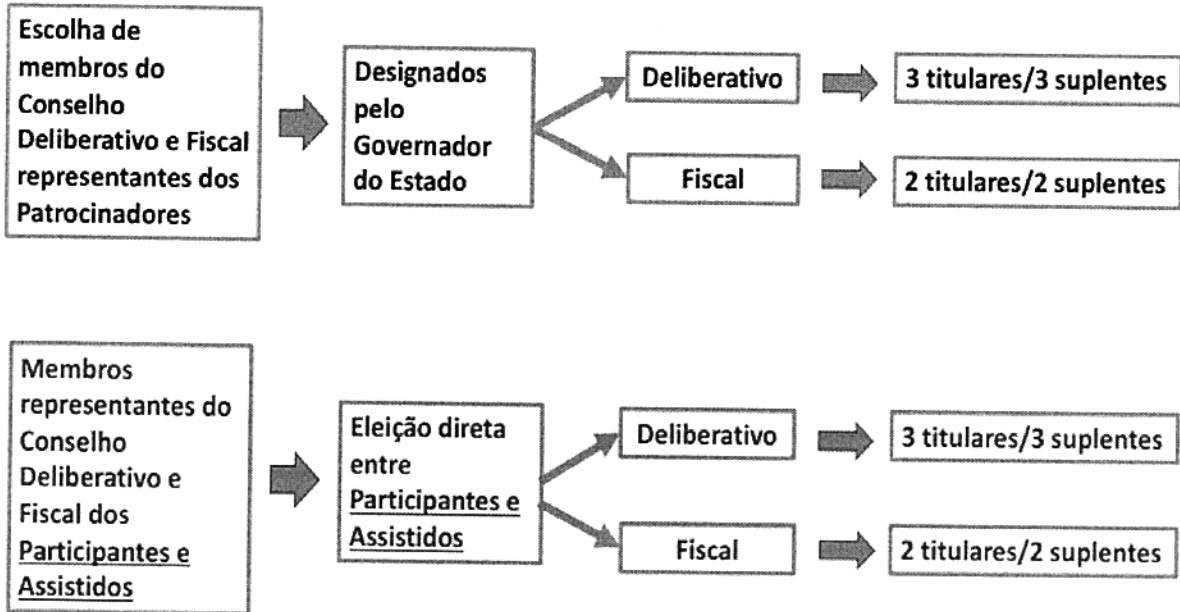 Escolha de
membros do
Conselho
Deliberativo e Fiscal
representantes dos
Patrocinadores
Designados
pelo
Governador
do Estado
Deliberativo
3 titulares/3 suplentes
Fiscal
2 titulares/2 suplentes
Membros
representantes do
Conselho
Deliberativo e
Fiscal dos
Participantes e
Assistidos
Eleição direta
entre
Participantes e
Assistidos
Deliberativo
3 titulares/3 suplentes
Fiscal
2 titulares/2 suplentes